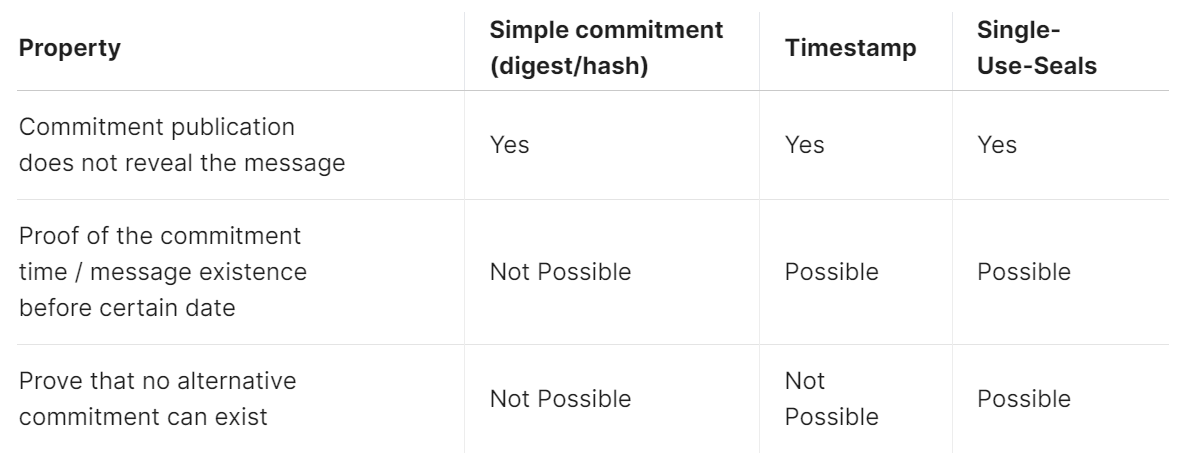 Property
Simple commitment
(digest/hash)
Timestamp
Single-
Use-Seals
Commitment publication
does not reveal the message
Yes
Yes
Yes
Proof of the commitment
time / message existence
before certain date
Not Possible
Possible
Possible
Prove that no alternative
commitment can exist
Not Possible
Not
Possible
Possible